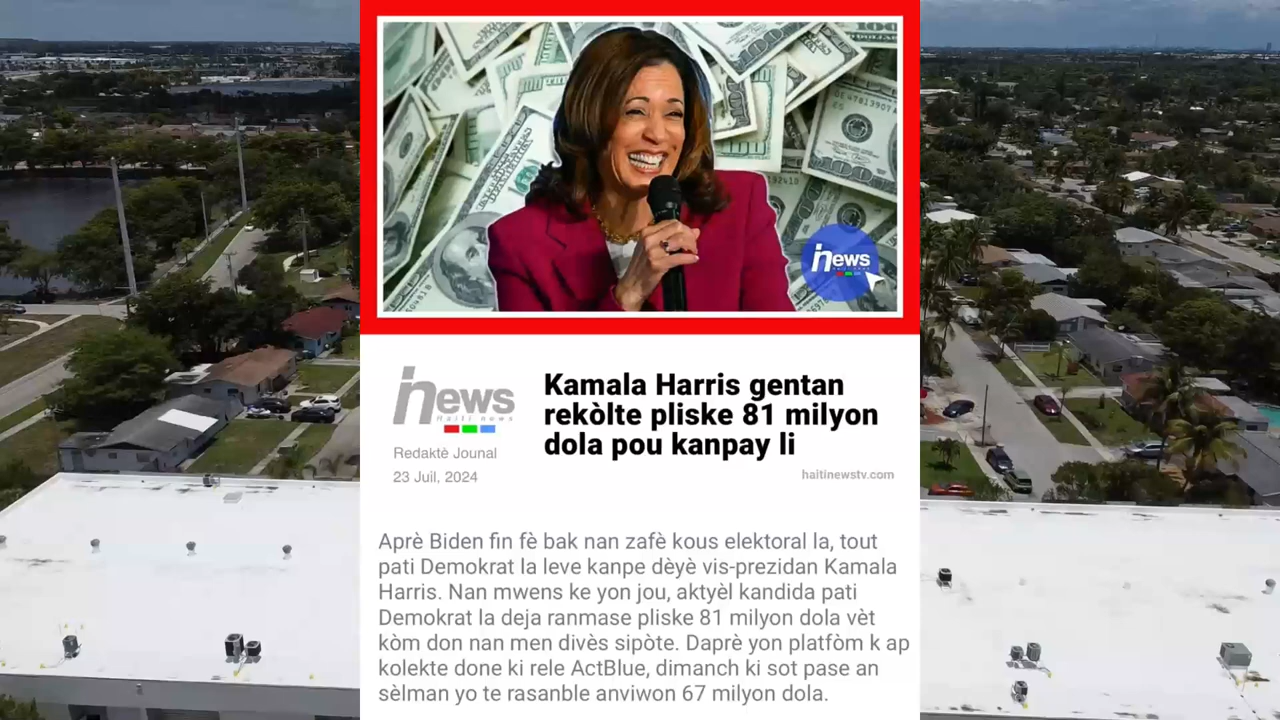 inews
haiti news
inews
Haiti news
Kamala Harris gentan
rekòlte pliske 81 milyon
dola pou kanpay li
Redaktè Jounal
23 Juil, 2024
haitinewstv.com
Aprè Biden fin fè bak nan zafè kous elektoral la, tout
pati Demokrat la leve kanpe dèyè vis-prezidan Kamala
Harris. Nan mwens ke yon jou, aktyèl kandida pati
Demokrat la deja ranmase pliske 81 milyon dola vèt
kòm don nan men divès sipòte. Daprè yon platfòm k ap
kolekte done ki rele ActBlue, dimanch ki sot pase an
sèlman yo te rasanble anviwon 67 milyon dola.